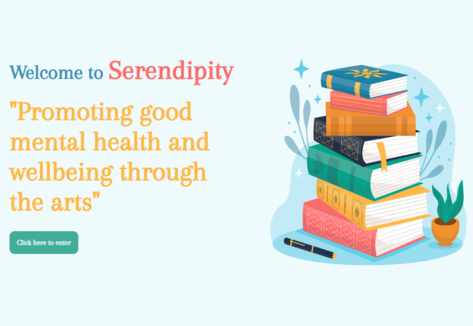 Welcome to Serendipity
"Promoting good
mental health and
wellbeing through
the arts"
Click here to enter